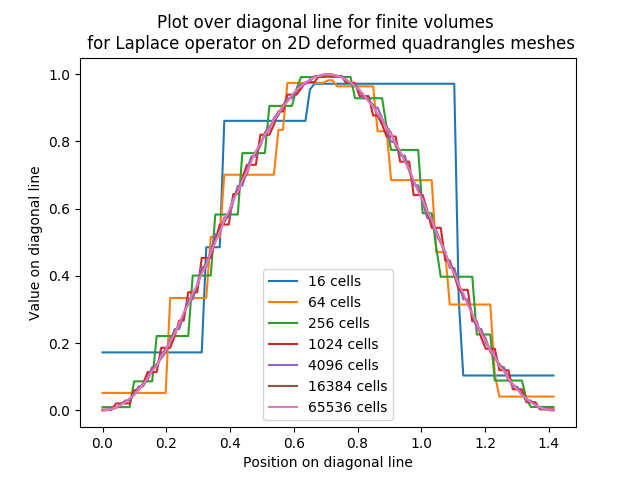 Plot over diagonal line for finite volumes
for Laplace operator on 2D deformed quadrangles meshes
1.0
0.8
0.6
0.4
0.2
0.0
Value on diagonal line
16 cells
64 cells
256 cells
1024 cells
4096 cells
16384 cells
65536 cells
0.0 0.2 0.4 0.6 0.8 1.0 1.2 1.4
Position on diagonal line